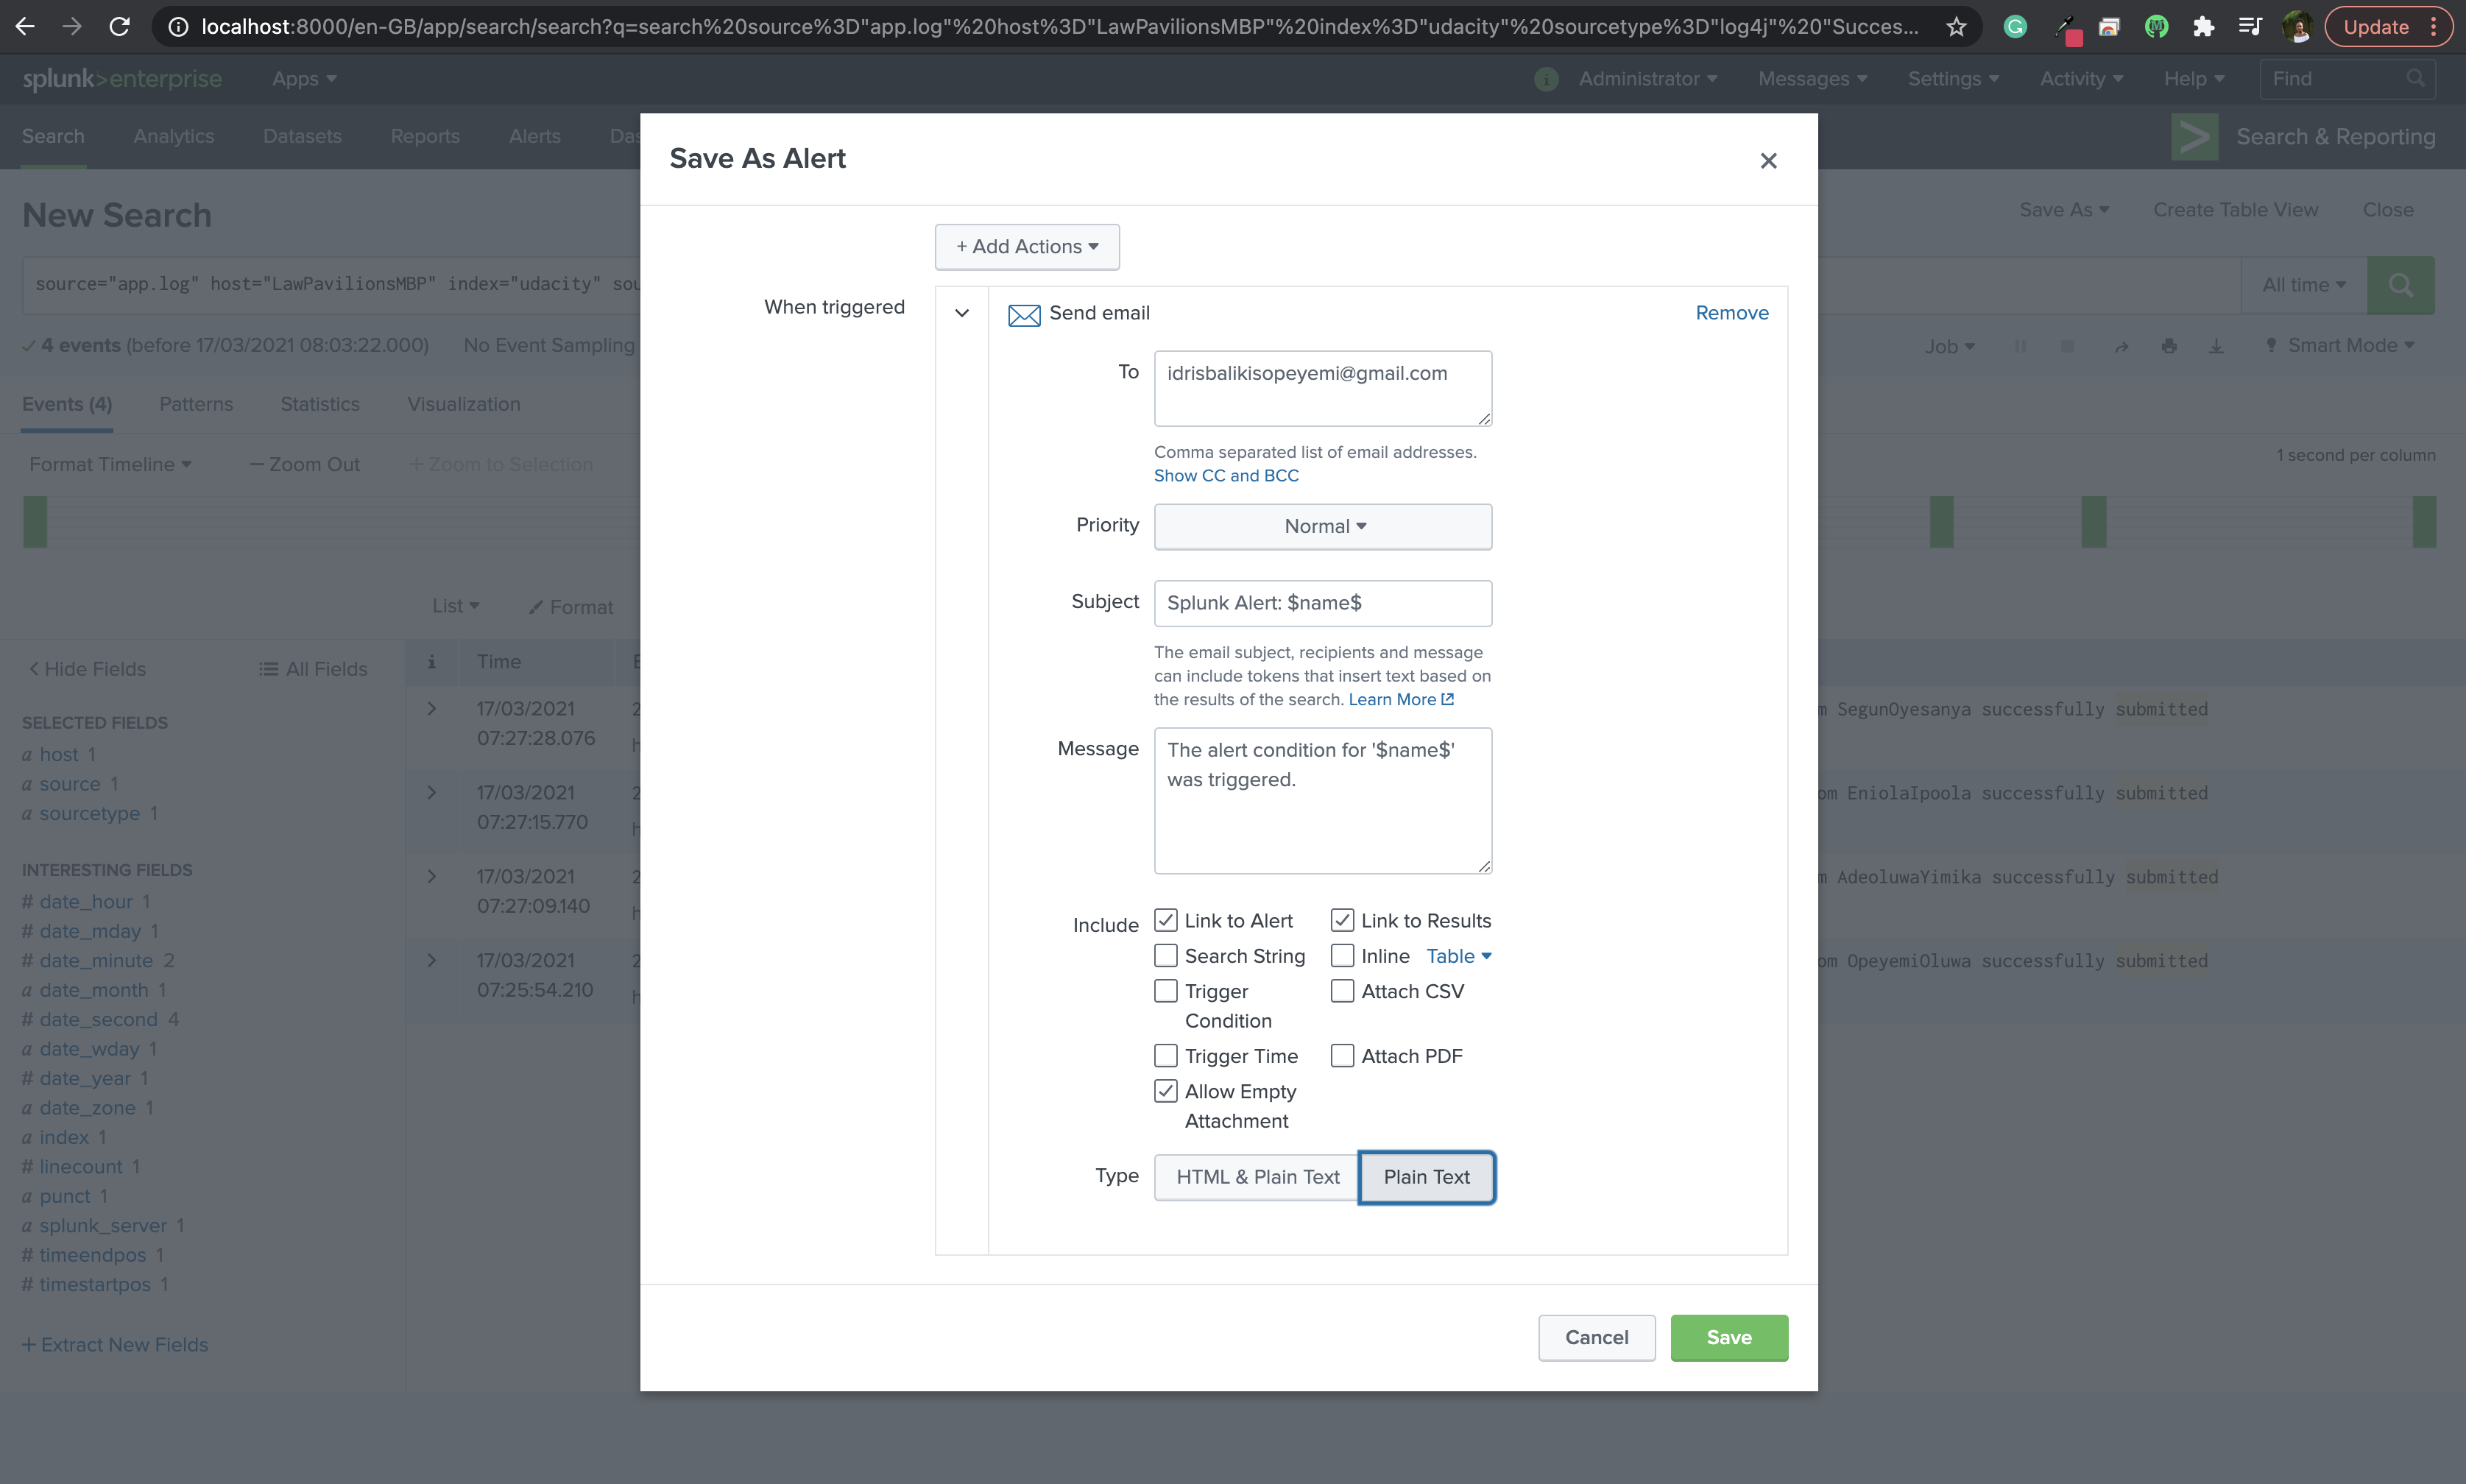 localhost:8000/en-GB/app/search/search?q=search%20source%3D"app.log"%20host%3D"LawPavilionsMBP"%20index%3D"udacity"%20sourcetype%3D"log4j"%20"Succes...
Update
splunk>enterprise
Apps
Administrator
Messages
Settings
Activity
Help
Find
Search
Analytics
Datasets
Reports
Alerts
Das
Search & Reporting
New Search
Save As
Create Table View
Close
source="app.log" host="LawPavilionsMBP" index="udacity" sou
All time
4 events (before 17/03/2021 08:03:22.000)
No Event Sampling
Job
Smart Mode
Events (4)
Patterns
Statistics
Visualization
Format Timeline
— Zoom Out
+ Zoom to Selection
1 second per column
List
Format
< Hide Fields
All Fields
i
Time
SELECTED FIELDS
a host 1
a source 1
a sourcetype 1
INTERESTING FIELDS
# date_hour 1
# date_mday 1
# date_minute 2
a date_month 1
# date_second 4
a date_wday 1
# date_year 1
a date_zone 1
a index 1
# linecount 1
a punct 1
a splunk_server 1
# timeendpos 1
# timestartpos 1
+ Extract New Fields
17/03/2021
07:27:28.076
m SegunOyesanya successfully submitted
17/03/2021
07:27:15.770
om EniolaIpoola successfully submitted
17/03/2021
07:27:09.140
m AdeoluwaYimika successfully submitted
17/03/2021
07:25:54.210
om OpeyemiOluwa successfully submitted
Save As Alert
+ Add Actions
When triggered
Send email
Remove
To
idrisbalikisopeyemi@gmail.com
Comma separated list of email addresses.
Show CC and BCC
Priority
Normal
Subject
Splunk Alert: $name$
The email subject, recipients and message
can include tokens that insert text based on
the results of the search. Learn More
Message
The alert condition for '$name$'
was triggered.
Include
Link to Alert
Link to Results
Search String
Inline Table
Trigger
Condition
Attach CSV
Trigger Time
Attach PDF
Allow Empty
Attachment
Type
HTML & Plain Text
Plain Text
Cancel
Save